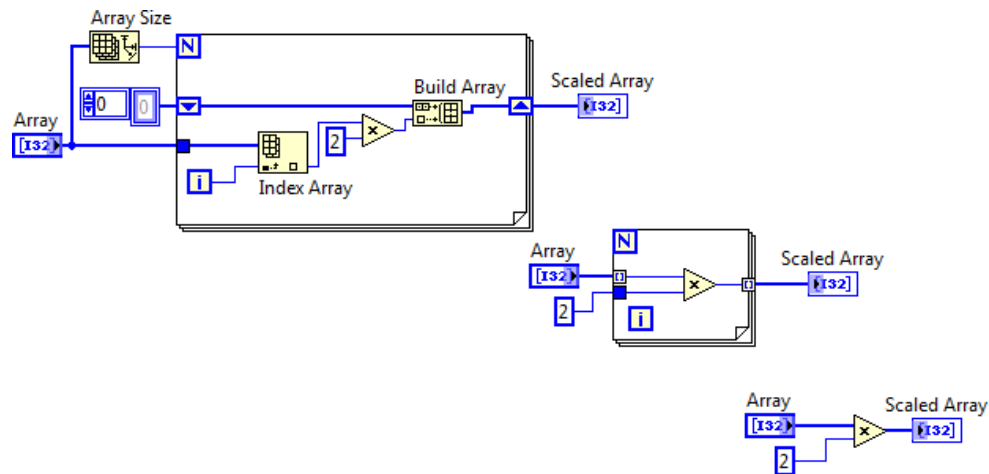 Array Size
N
Build Array
Scaled Array
0
0
I32
Array
[I32]
x
2
i
Index Array
N
Array
Scaled Array
[I32]
[]
x
[]
[I32]
2
i
Array
Scaled Array
[I32]
x
[I32]
2